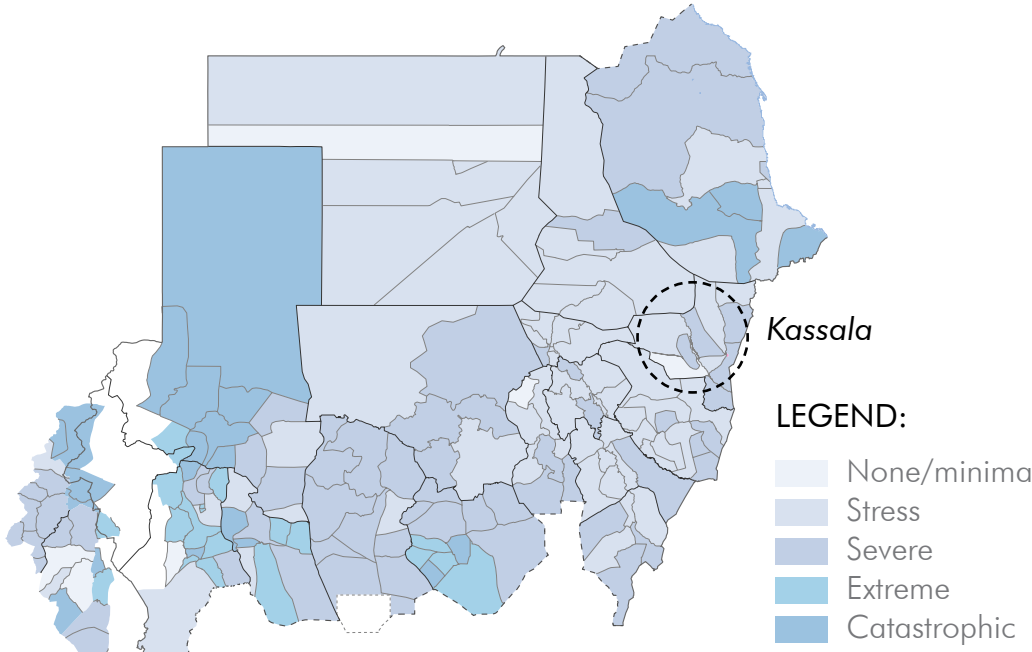 Kassala
LEGEND:
None/minima
Stress
Severe
Extreme
Catastrophic